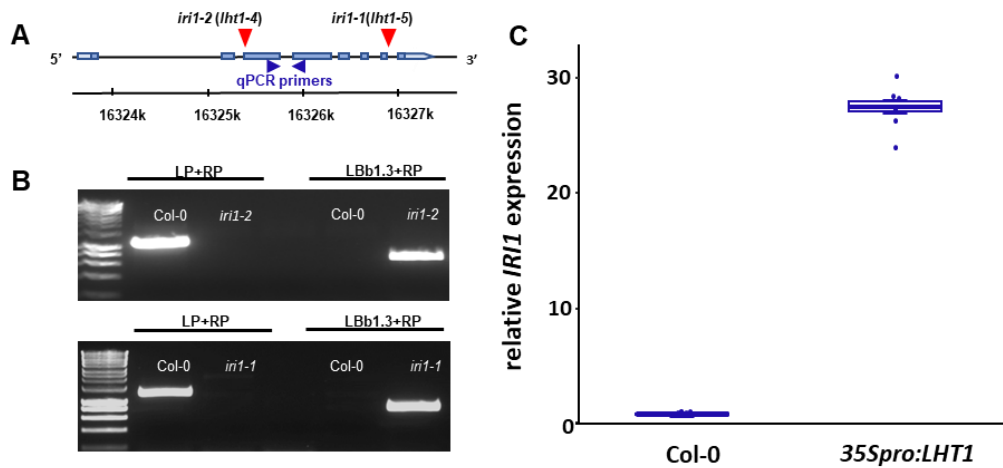 A
iri1-2 (lht1-4)
iri1-1(lht1-5)
5’
3’
qPCR primers
16324k
16325k
16326k
16327k
B
LP+RP
LBb1.3+RP
Col-0
iri1-2
Col-0
iri1-2
LP+RP
LBb1.3+RP
Col-0
iri1-1
Col-0
iri1-1
C
relative IRI1 expression
30
20
10
0
Col-0
35Spro:LHT1